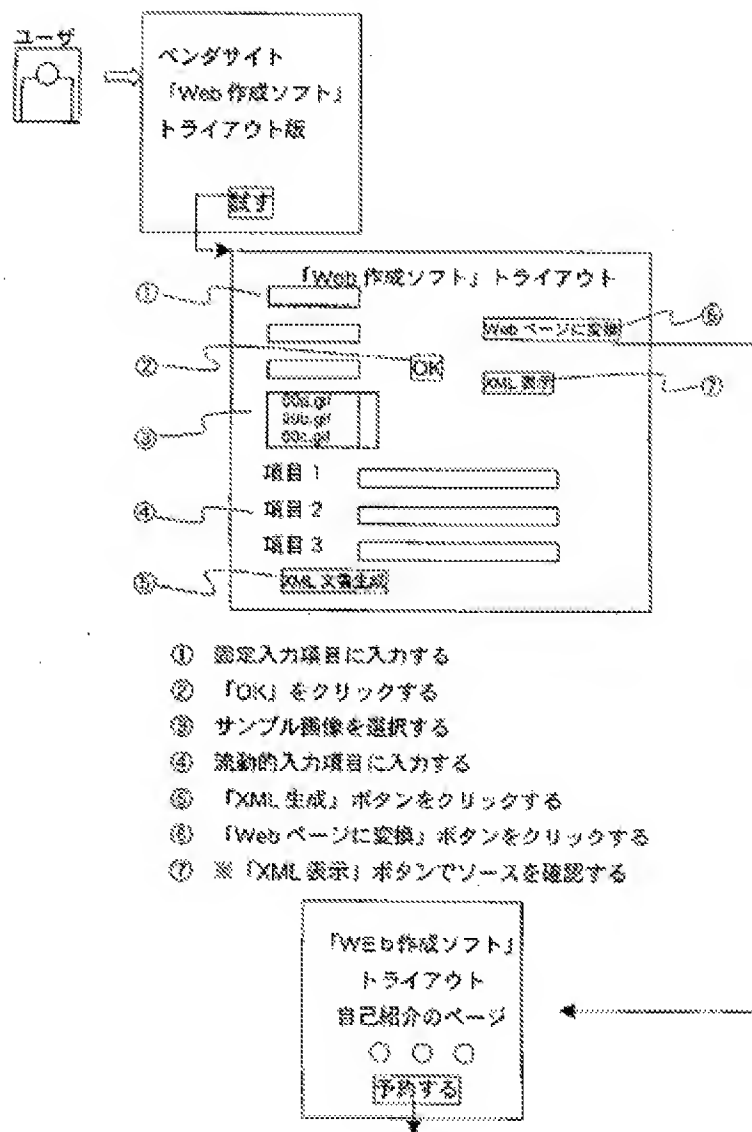 ユーザ
ベンダサイト
「Web 作成ソフト」
トライアウト版
試す
「Web 作成ソフト」トライアウト
①
Web ページに変換
⑥
②
OK
XML 表示
⑦
③
項目 1
④
項目 2
項目 3
⑤
XML 文書生成
① 固定入力項目に入力する
② 「OK」をクリックする
③ サンプル画像を選択する
④ 流動的入力項目に入力する
⑤ 「XML 生成」ボタンをクリックする
⑥ 「Web ページに変換」ボタンをクリックする
⑦ ※「XML 表示」ボタンでソースを確認する
「WEb作成ソフト」
トライアウト
自己紹介のページ
○ ○ ○
予約する